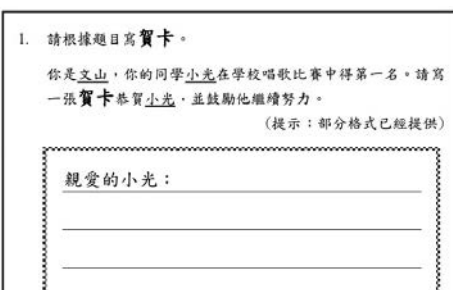 1. 請根據題目寫賀卡。
你是文山，你的同學小光在學校唱歌比賽中得第一名。請寫
一張賀卡恭賀小光，並鼓勵他繼續努力。
(提示：部分格式已經提供)
親愛的小光：